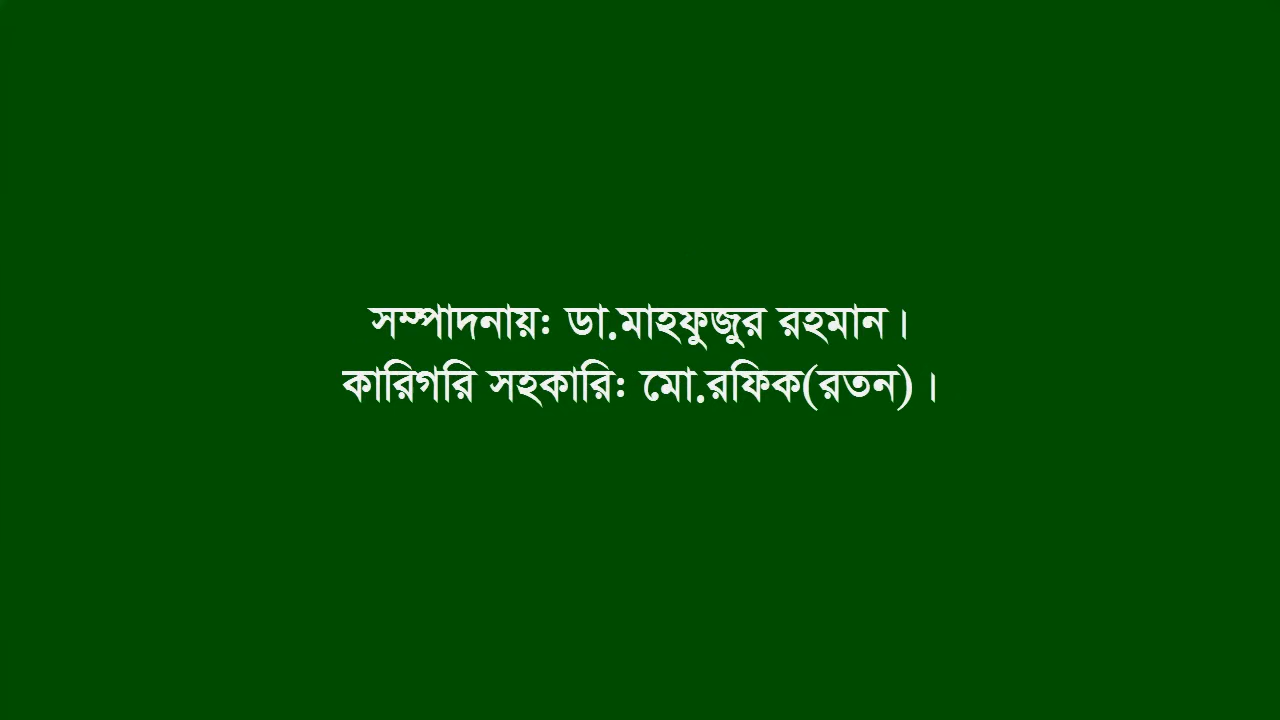 সম্পাদনায়: ডা.মাহফুজুর রহমান।
কারিগরি সহকারি: মো.রফিক(রতন)।